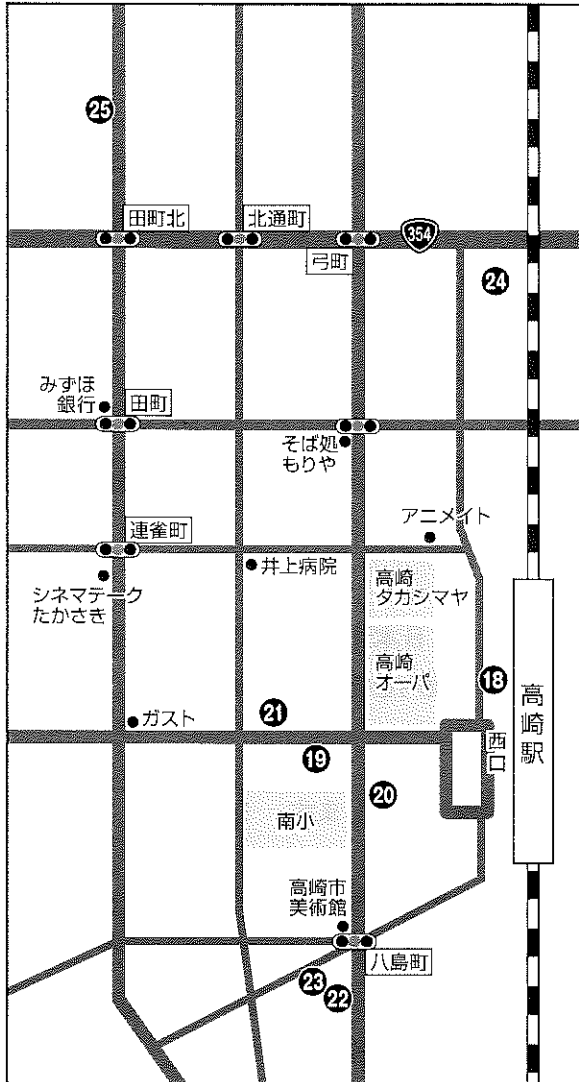 25
田町北
北通町
354
弓町
24
みずほ
銀行
田町
そば処
もりや
アニメイト
連雀町
井上病院
高崎
タカシマヤ
シネマテーク
たかさき
高崎
オーパ
18
高崎駅
21
ガスト
西口
19
20
南小
高崎市
美術館
八島町
23
22